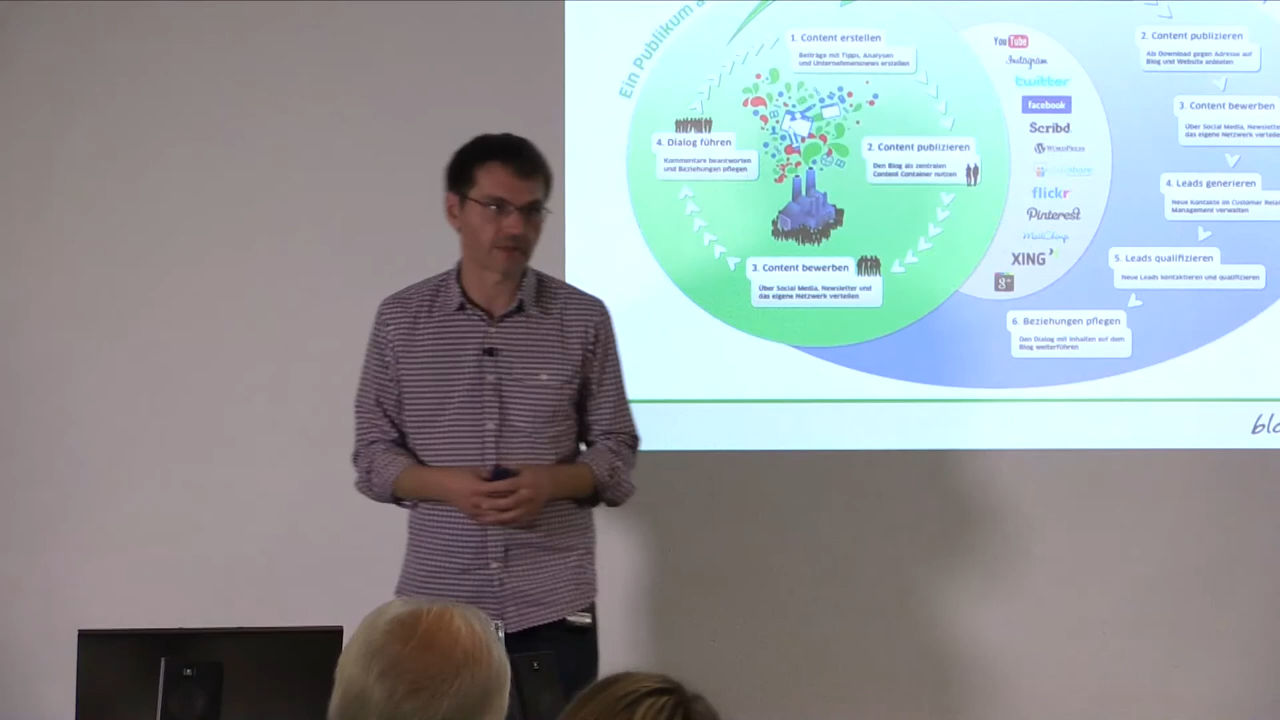 Ein Publikum a
1. Content erstellen
Beiträge mit Tipps, Analysen
und Unternehmensnews erstellen
2. Content publizieren
Den Blog als zentralen
Content Container nutzen
3. Content bewerben
Über Social Media, Newsletter und
das eigene Netzwerk verteilen
4. Dialog führen
Kommentare beantworten
und Beziehungen pflegen
You Tube
Instagram
twitter
facebook
Scribd.
WORDPRESS
slideshare
flickr
Pinterest
MailChimp
XING
g+
2. Content publizieren
Als Download gegen Adresse auf
Blog und Website anbieten
3. Content bewerben
Über Social Media, Newslette
das eigene Netzwerk verteile
4. Leads generieren
Neue Kontakte im Customer Rela
Management verwalten
5. Leads qualifizieren
Neue Leads kontaktieren und qualifizieren
6. Beziehungen pflegen
Den Dialog mit Inhalten auf dem
Blog weiterführen
blo